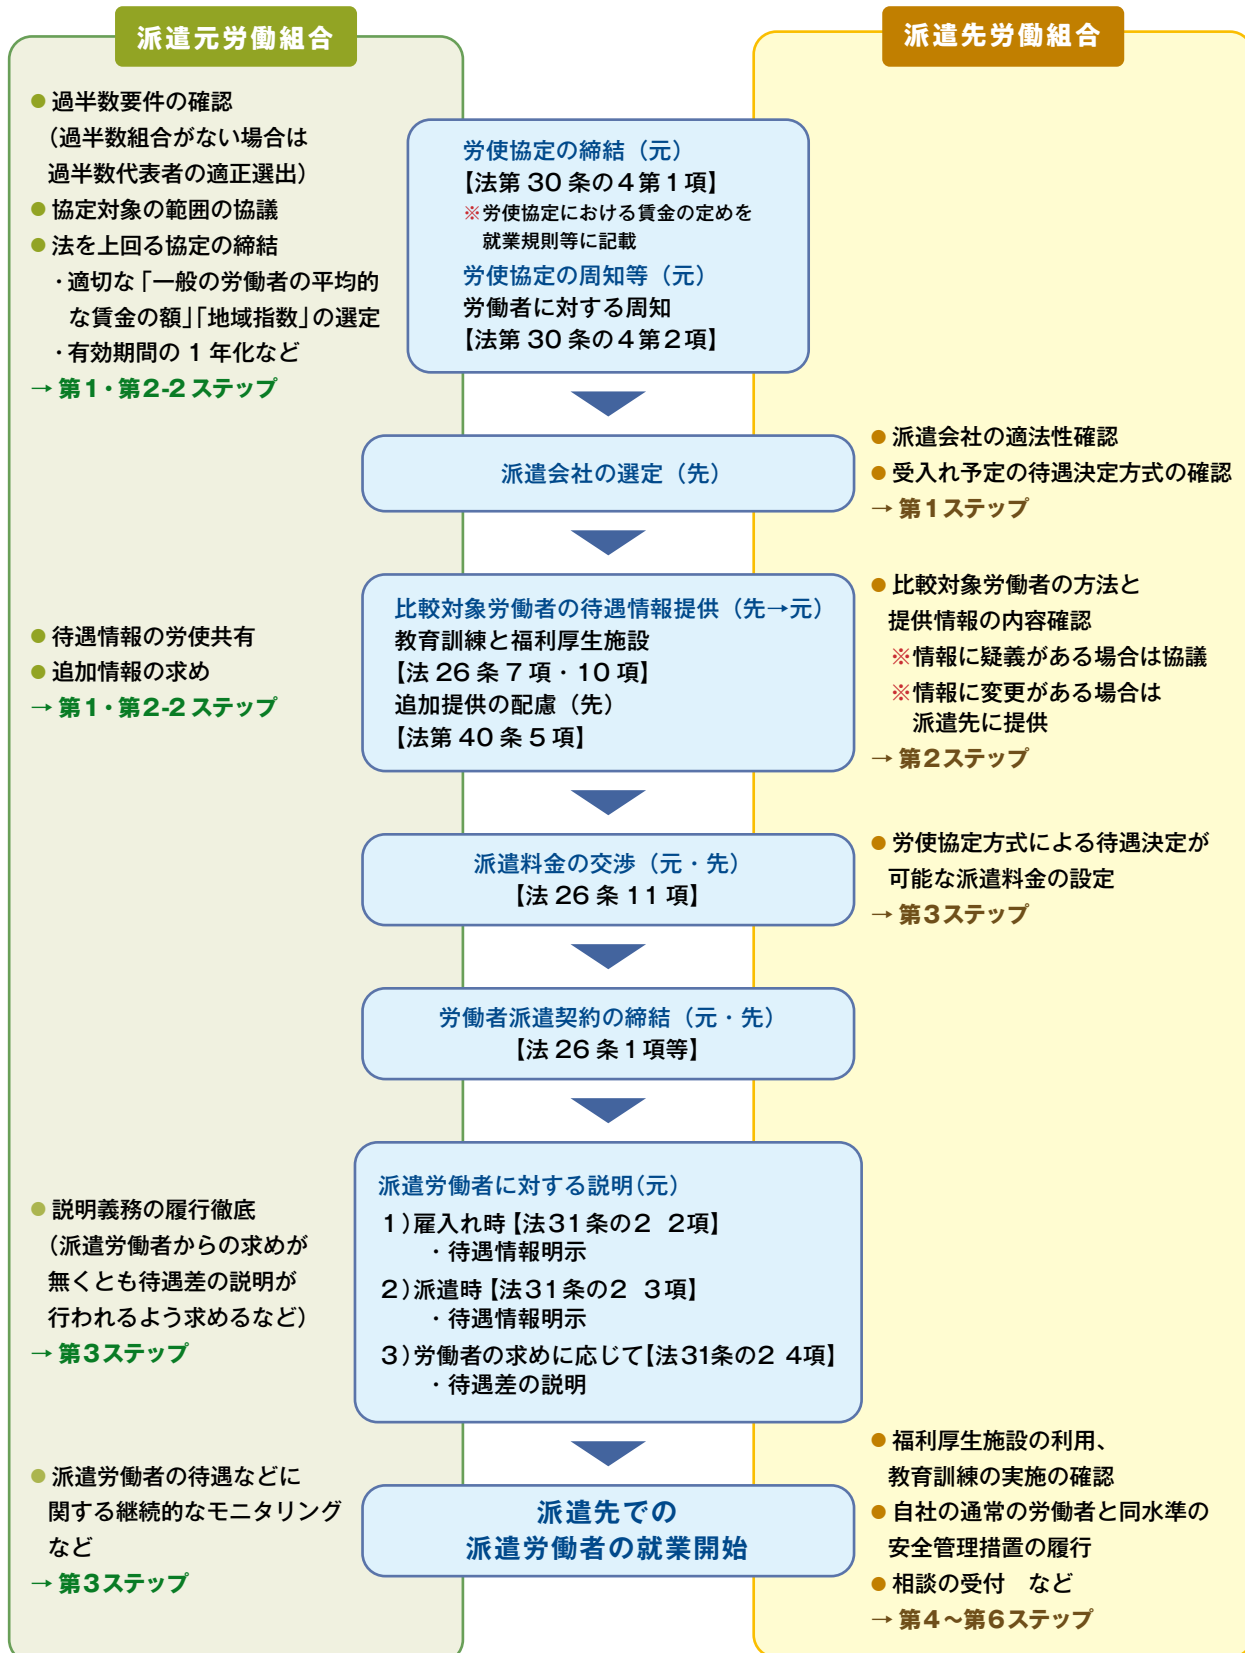 派遣元労働組合
派遣先労働組合
● 過半数要件の確認
（過半数組合がない場合は
過半数代表者の適正選出）
● 協定対象の範囲の協議
● 法を上回る協定の締結
・適切な「一般の労働者の平均的
な賃金の額」「地域指数」の選定
・有効期間の 1 年化など
→ 第1・第2-2 ステップ
労使協定の締結（元）
【法第 30 条の4第1項】
※労使協定における賃金の定めを
就業規則等に記載
労使協定の周知等（元）
労働者に対する周知
【法第 30 条の4第2項】
派遣会社の選定（先）
● 派遣会社の適法性確認
● 受入れ予定の待遇決定方式の確認
→ 第1ステップ
● 待遇情報の労使共有
● 追加情報の求め
→ 第1・第2-2 ステップ
比較対象労働者の待遇情報提供（先→元）
教育訓練と福利厚生施設
【法 26 条 7 項・10 項】
追加提供の配慮（先）
【法第 40 条 5 項】
● 比較対象労働者の方法と
提供情報の内容確認
※情報に疑義がある場合は協議
※情報に変更がある場合は
派遣先に提供
→ 第2ステップ
派遣料金の交渉（元・先）
【法 26 条 11 項】
● 労使協定方式による待遇決定が
可能な派遣料金の設定
→ 第3ステップ
労働者派遣契約の締結（元・先）
【法 26 条 1 項等】
● 説明義務の履行徹底
（派遣労働者からの求めが
無くとも待遇差の説明が
行われるよう求めるなど）
→ 第3ステップ
派遣労働者に対する説明（元）
1）雇入れ時【法31条の2 2項】
・待遇情報明示
2）派遣時【法31条の2 3項】
・待遇情報明示
3）労働者の求めに応じて【法31条の2 4項】
・待遇差の説明
● 派遣労働者の待遇などに
関する継続的なモニタリング
など
→ 第3ステップ
派遣先での
派遣労働者の就業開始
● 福利厚生施設の利用、
教育訓練の実施の確認
● 自社の通常の労働者と同水準の
安全管理措置の履行
● 相談の受付　など
→ 第4～第6ステップ